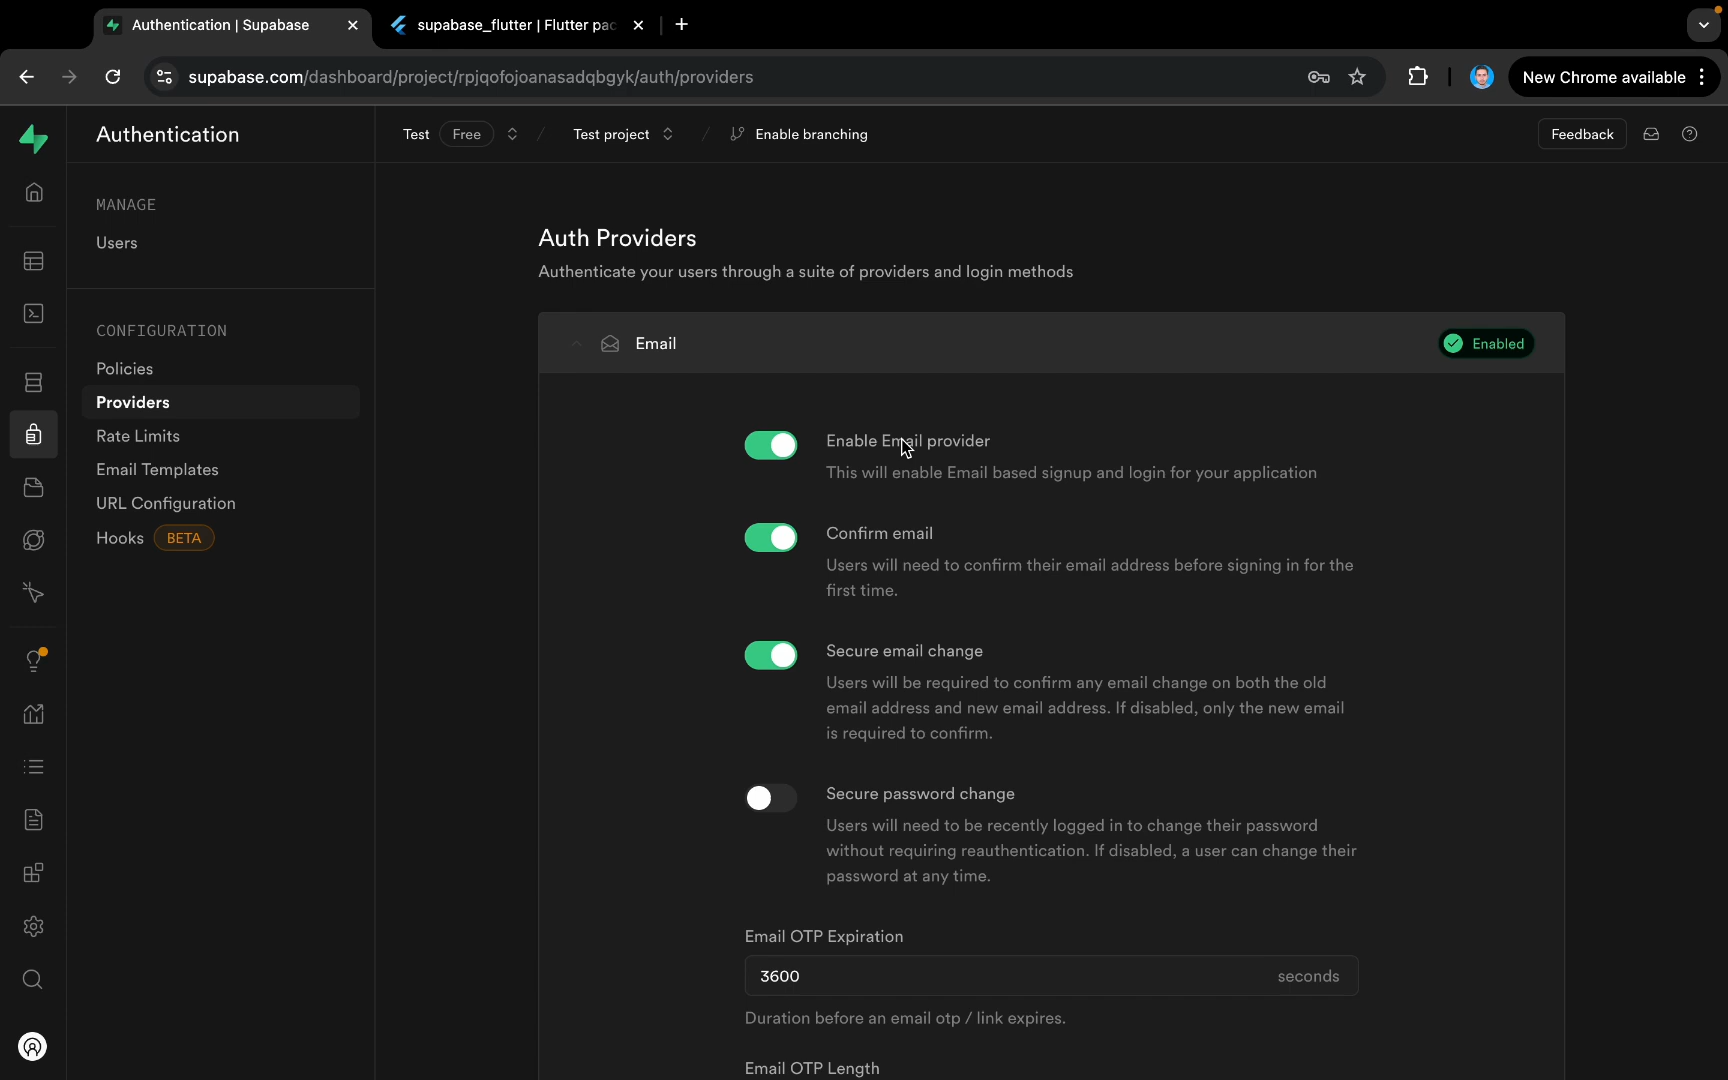 Authentication | Supabase
supabase_flutter | Flutter pac
supabase.com/dashboard/project/rpjqofojoanasadqbgyk/auth/providers
New Chrome available
Authentication
Test Free / Test project / Enable branching
Feedback
MANAGE
Users
CONFIGURATION
Policies
Providers
Rate Limits
Email Templates
URL Configuration
Hooks BETA
Auth Providers
Authenticate your users through a suite of providers and login methods
Email
Enabled
Enable Email provider
This will enable Email based signup and login for your application
Confirm email
Users will need to confirm their email address before signing in for the
first time.
Secure email change
Users will be required to confirm any email change on both the old
email address and new email address. If disabled, only the new email
is required to confirm.
Secure password change
Users will need to be recently logged in to change their password
without requiring reauthentication. If disabled, a user can change their
password at any time.
Email OTP Expiration
3600 seconds
Duration before an email otp / link expires.
Email OTP Length